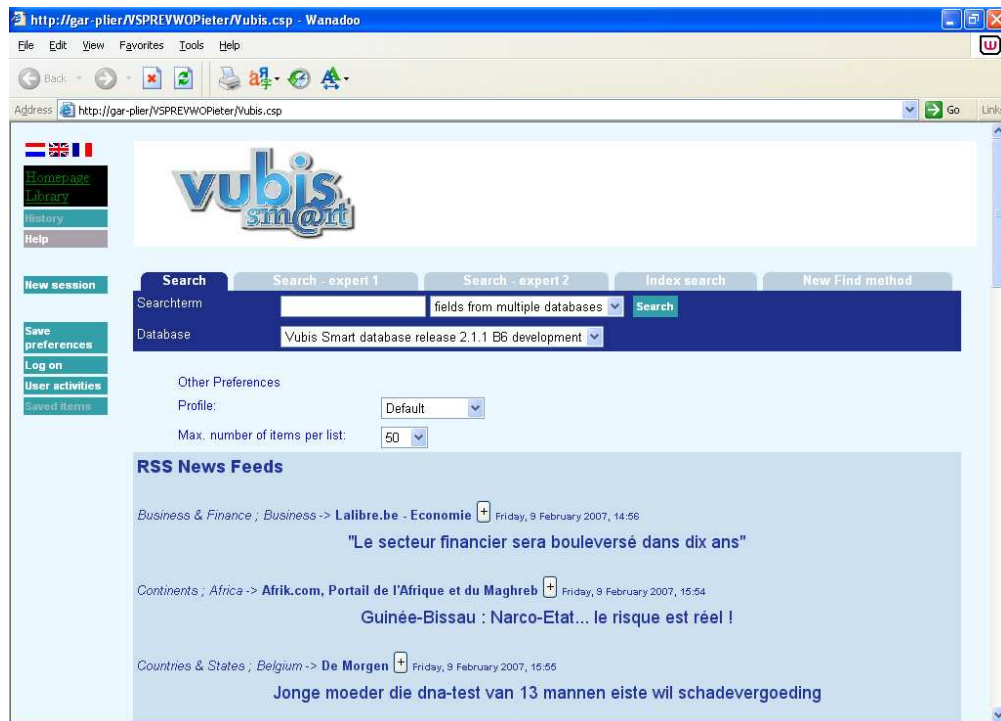 http://gar-plier/VSPREVWOPieter/Vubis.csp - Wanadoo
File Edit View Favorites Tools Help
Back
Address http://gar-plier/VSPREVWOPieter/Vubis.csp Go Links
Homepage
Library
History
Help
New session
Save
preferences
Log on
User activities
Saved items
vubis
sm@rt
Search Search - expert 1 Search - expert 2 Index search New Find method
Searchterm fields from multiple databases Search
Database Vubis Smart database release 2.1.1 B6 development
Other Preferences
Profile: Default
Max. number of items per list: 50
RSS News Feeds
Business & Finance ; Business -> Lalibre.be - Economie + Friday, 9 February 2007, 14:56
"Le secteur financier sera bouleversé dans dix ans"
Continents ; Africa -> Afrik.com, Portail de l'Afrique et du Maghreb + Friday, 9 February 2007, 15:54
Guinée-Bissau : Narco-Etat... le risque est réel !
Countries & States ; Belgium -> De Morgen + Friday, 9 February 2007, 15:55
Jonge moeder die dna-test van 13 mannen eiste wil schadevergoeding